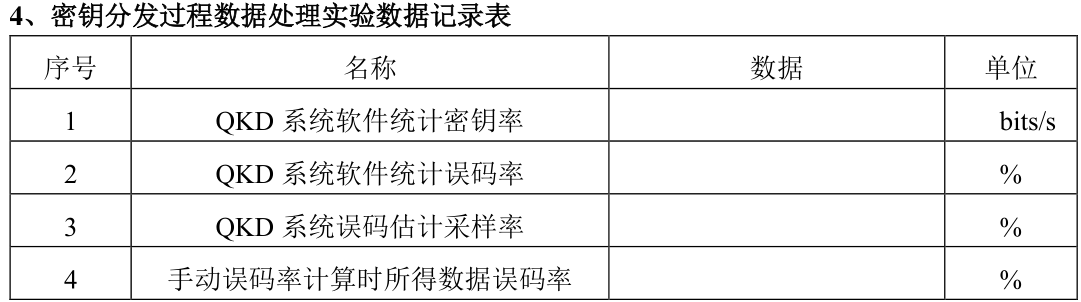 4、密钥分发过程数据处理实验数据记录表
序号 名称 数据 单位
1 QKD 系统软件统计密钥率 bits/s
2 QKD 系统软件统计误码率 %
3 QKD 系统误码估计采样率 %
4 手动误码率计算时所得数据误码率 %